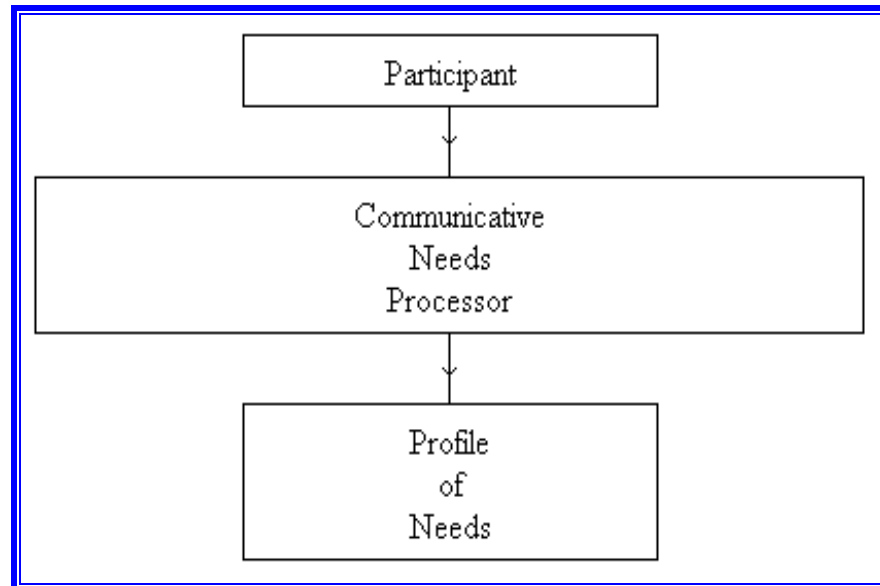 Participant
Communicative
Needs
Processor
Profile
of
Needs